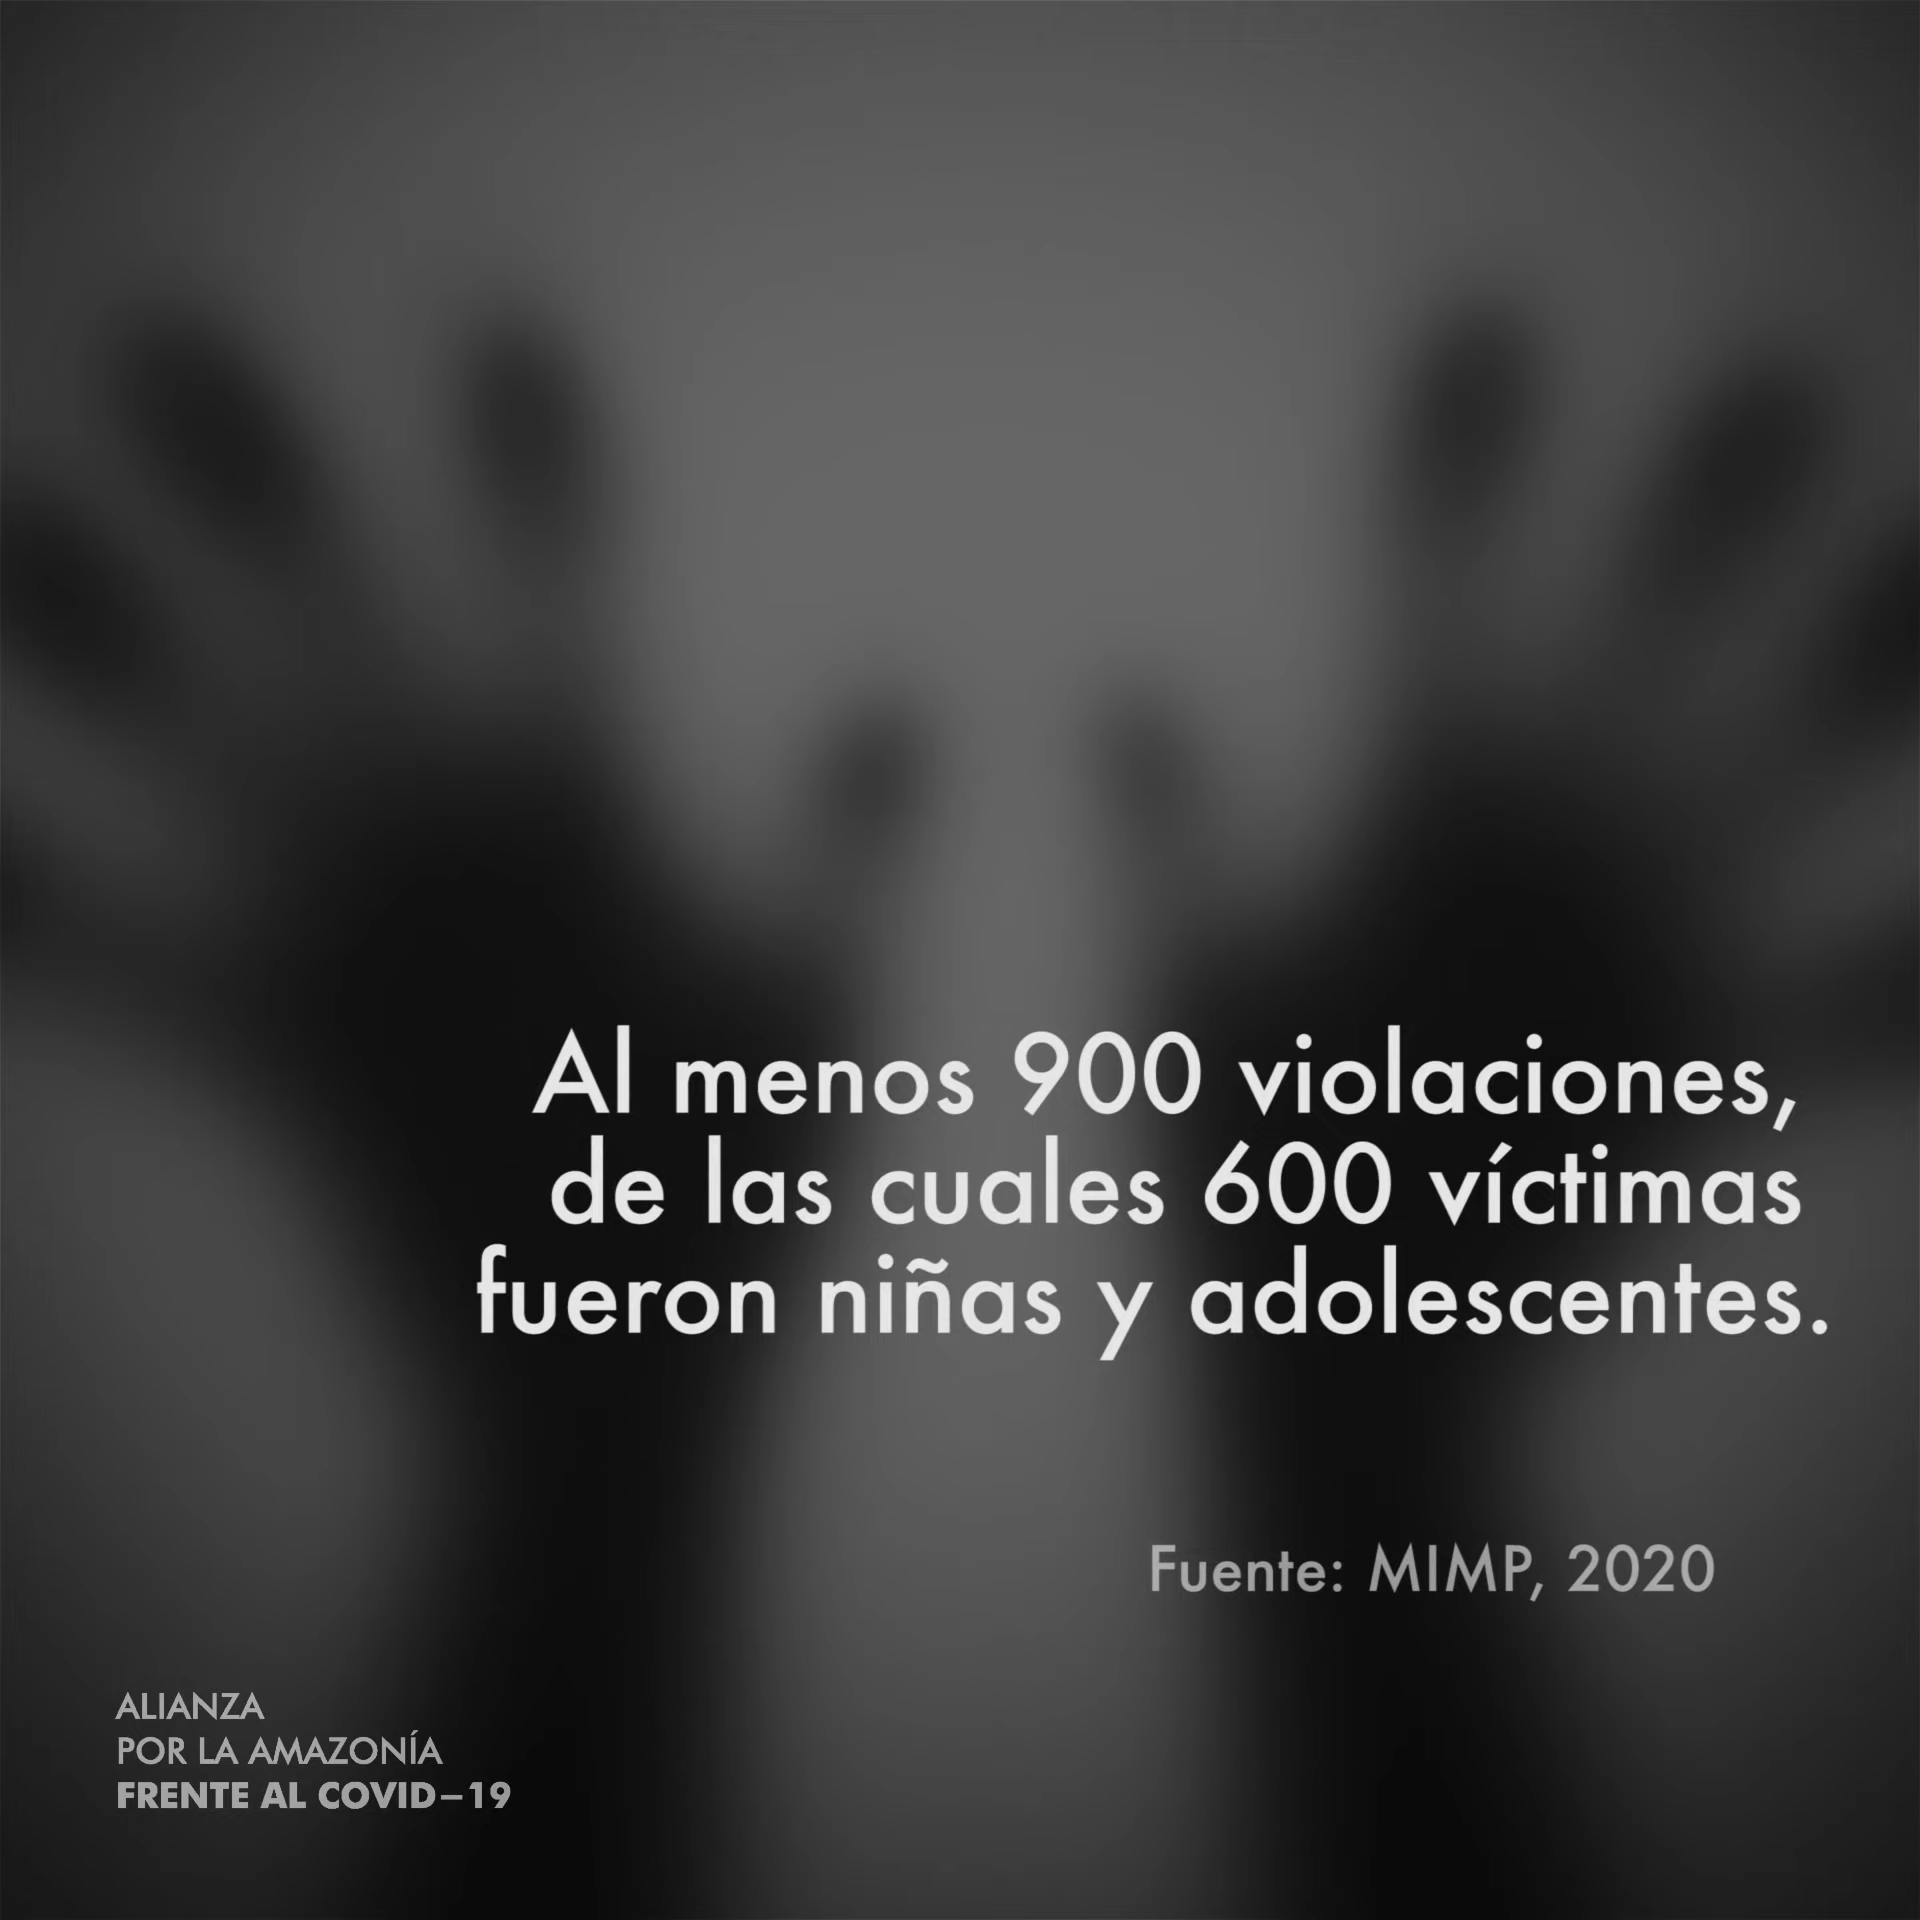 Al menos 900 violaciones,
de las cuales 600 víctimas
fueron niñas y adolescentes.
Fuente: MIMP, 2020
ALIANZA
POR LA AMAZONÍA
FRENTE AL COVID–19